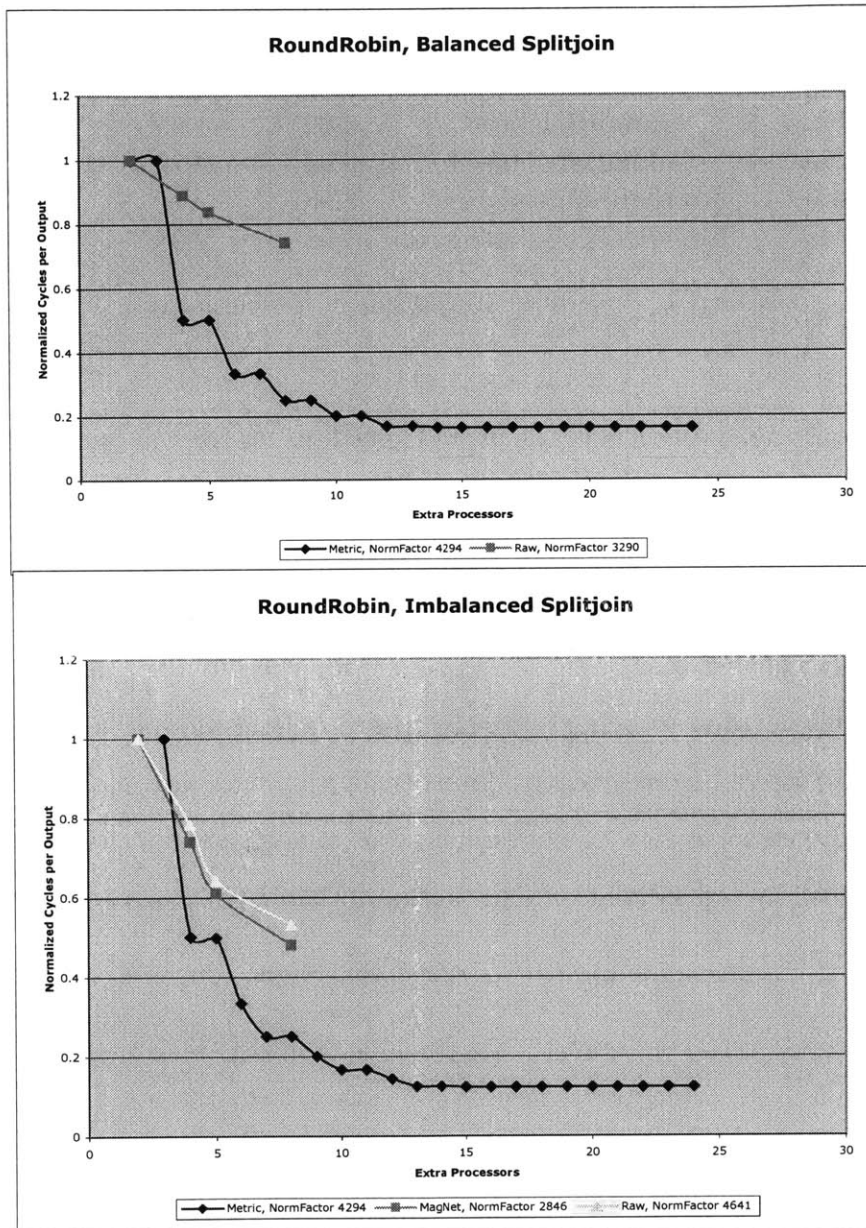 RoundRobin, Balanced Splitjoin
1.2
1
0.8
0.6
0.4
0.2
0
Normalized Cycles per Output
0 5 10 15 20 25 30
Extra Processors
Metric, NormFactor 4294 Raw, NormFactor 3290
RoundRobin, Imbalanced Splitjoin
1.2
1
0.8
0.6
0.4
0.2
0
Normalized Cycles per Output
0 5 10 15 20 25 30
Extra Processors
Metric, NormFactor 4294 MagNet, NormFactor 2846 Raw, NormFactor 4641